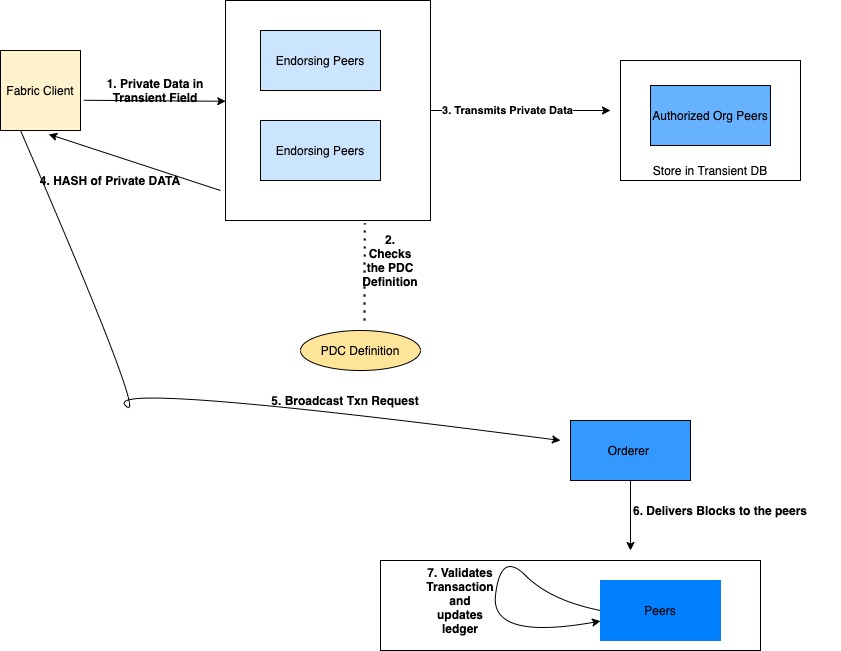 Endorsing Peers
Fabric Client
1. Private Data in
Transient Field
3. Transmits Private Data
Authorized Org Peers
Endorsing Peers
Store in Transient DB
4. HASH of Private DATA
2.
Checks
the PDC
Definition
PDC Definition
5. Broadcast Txn Request
Orderer
6. Delivers Blocks to the peers
7. Validates
Transaction
and
updates
ledger
Peers